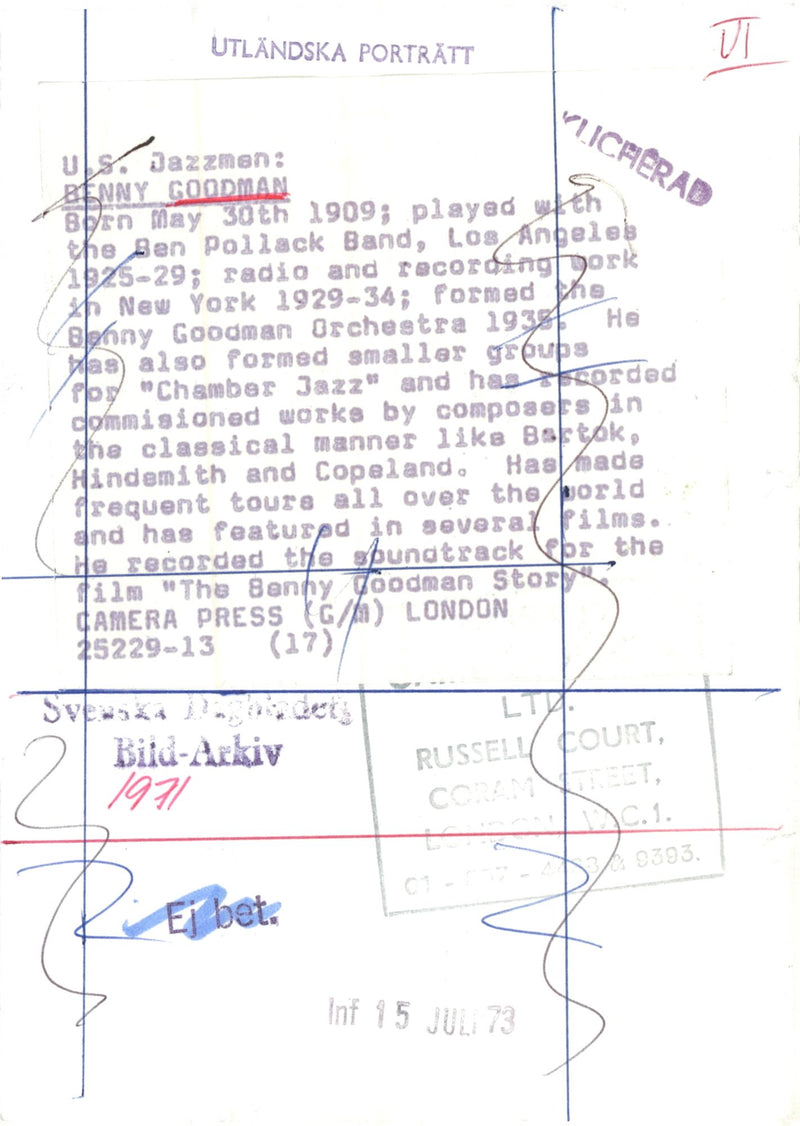 UTLÄNDSKA PORTRÄTT
VI
KLICHÉRAD
U.S. Jazzmen:
BENNY GOODMAN
Born May 30th 1909; played with
the Ben Pollack Band, Los Angeles
1925-29; radio and recording work
in New York 1929-34; formed the
Benny Goodman Orchestra 1935. He
has also formed smaller groups
for "Chamber Jazz" and has recorded
commisioned works by composers in
the classical manner like Bartok,
Hindemith and Copeland. Has made
frequent tours all over the world
and has featured in several films.
He recorded the soundtrack for the
film "The Benny Goodman Story".
CAMERA PRESS (G/M) LONDON
25229-13 (17)
Svenska Dagbladets
Bild-Arkiv
1971
LTD.
RUSSELL COURT,
CORAM STREET,
LONDON, W.C.1.
01 - & 9393.
Ej bet.
Inf 15 JULI 73